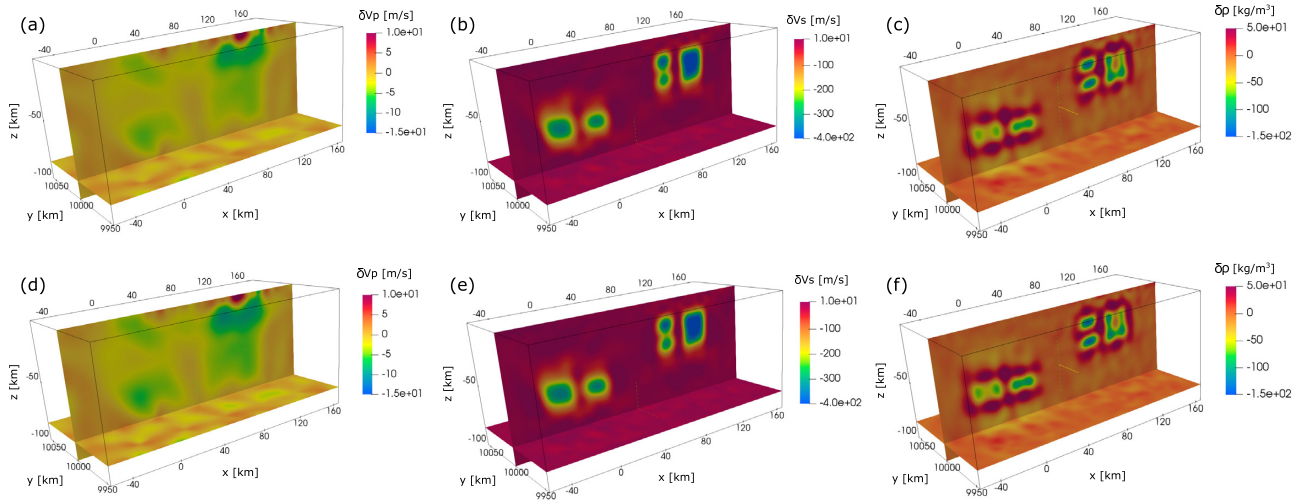 (a)
δVp [m/s]
1.0e+01
5
0
-5
-10
-1.5e+01
-40
0
40
80
120
160
z [km]
-50
-100
10050
10000
9950
y [km]
-40
0
40
80
120
160
x [km]
(b)
δVs [m/s]
1.0e+01
-100
-200
-300
-4.0e+02
-40
0
40
80
120
160
z [km]
-50
-100
10050
10000
9950
y [km]
-40
0
40
80
120
160
x [km]
(c)
δρ [kg/m³]
5.0e+01
0
-50
-100
-1.5e+02
-40
0
40
80
120
160
z [km]
-50
-100
10050
10000
9950
y [km]
-40
0
40
80
120
160
x [km]
(d)
δVp [m/s]
1.0e+01
5
0
-5
-10
-1.5e+01
-40
0
40
80
120
160
z [km]
-50
-100
10050
10000
9950
y [km]
-40
0
40
80
120
160
x [km]
(e)
δVs [m/s]
1.0e+01
-100
-200
-300
-4.0e+02
-40
0
40
80
120
160
z [km]
-50
-100
10050
10000
9950
y [km]
-40
0
40
80
120
160
x [km]
(f)
δρ [kg/m³]
5.0e+01
0
-50
-100
-1.5e+02
-40
0
40
80
120
160
z [km]
-50
-100
10050
10000
9950
y [km]
-40
0
40
80
120
160
x [km]